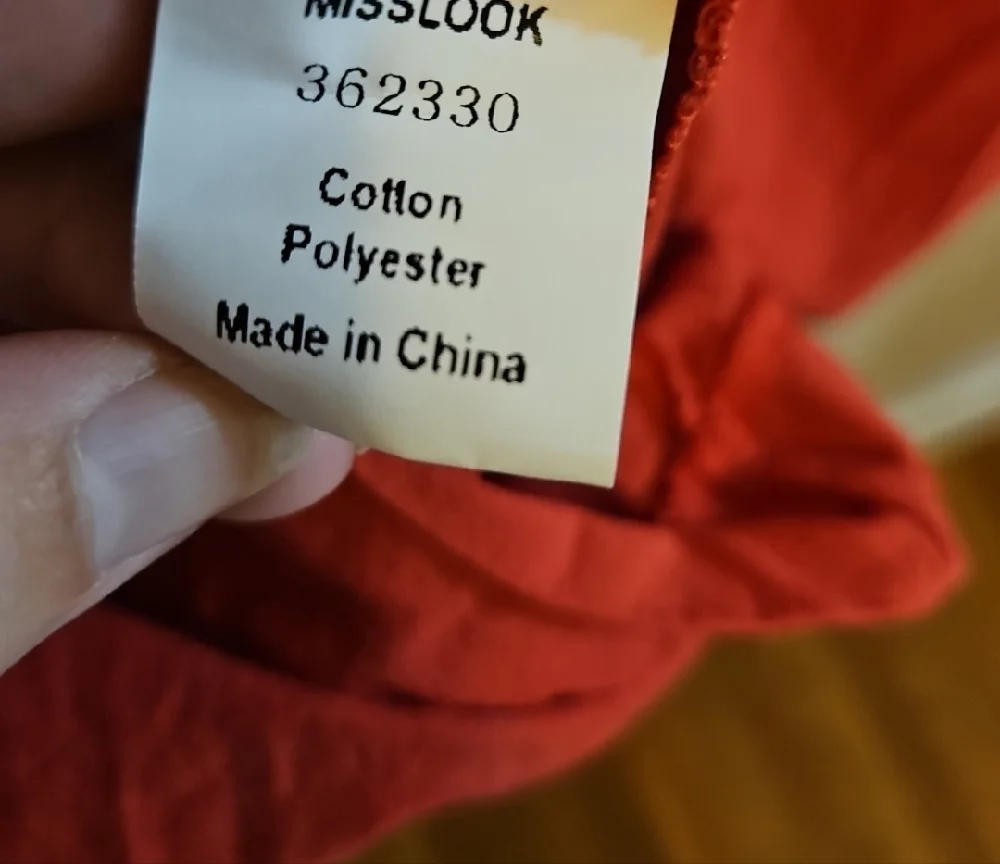 MISSLOOK
362330
Cotton
Polyester
Made in China